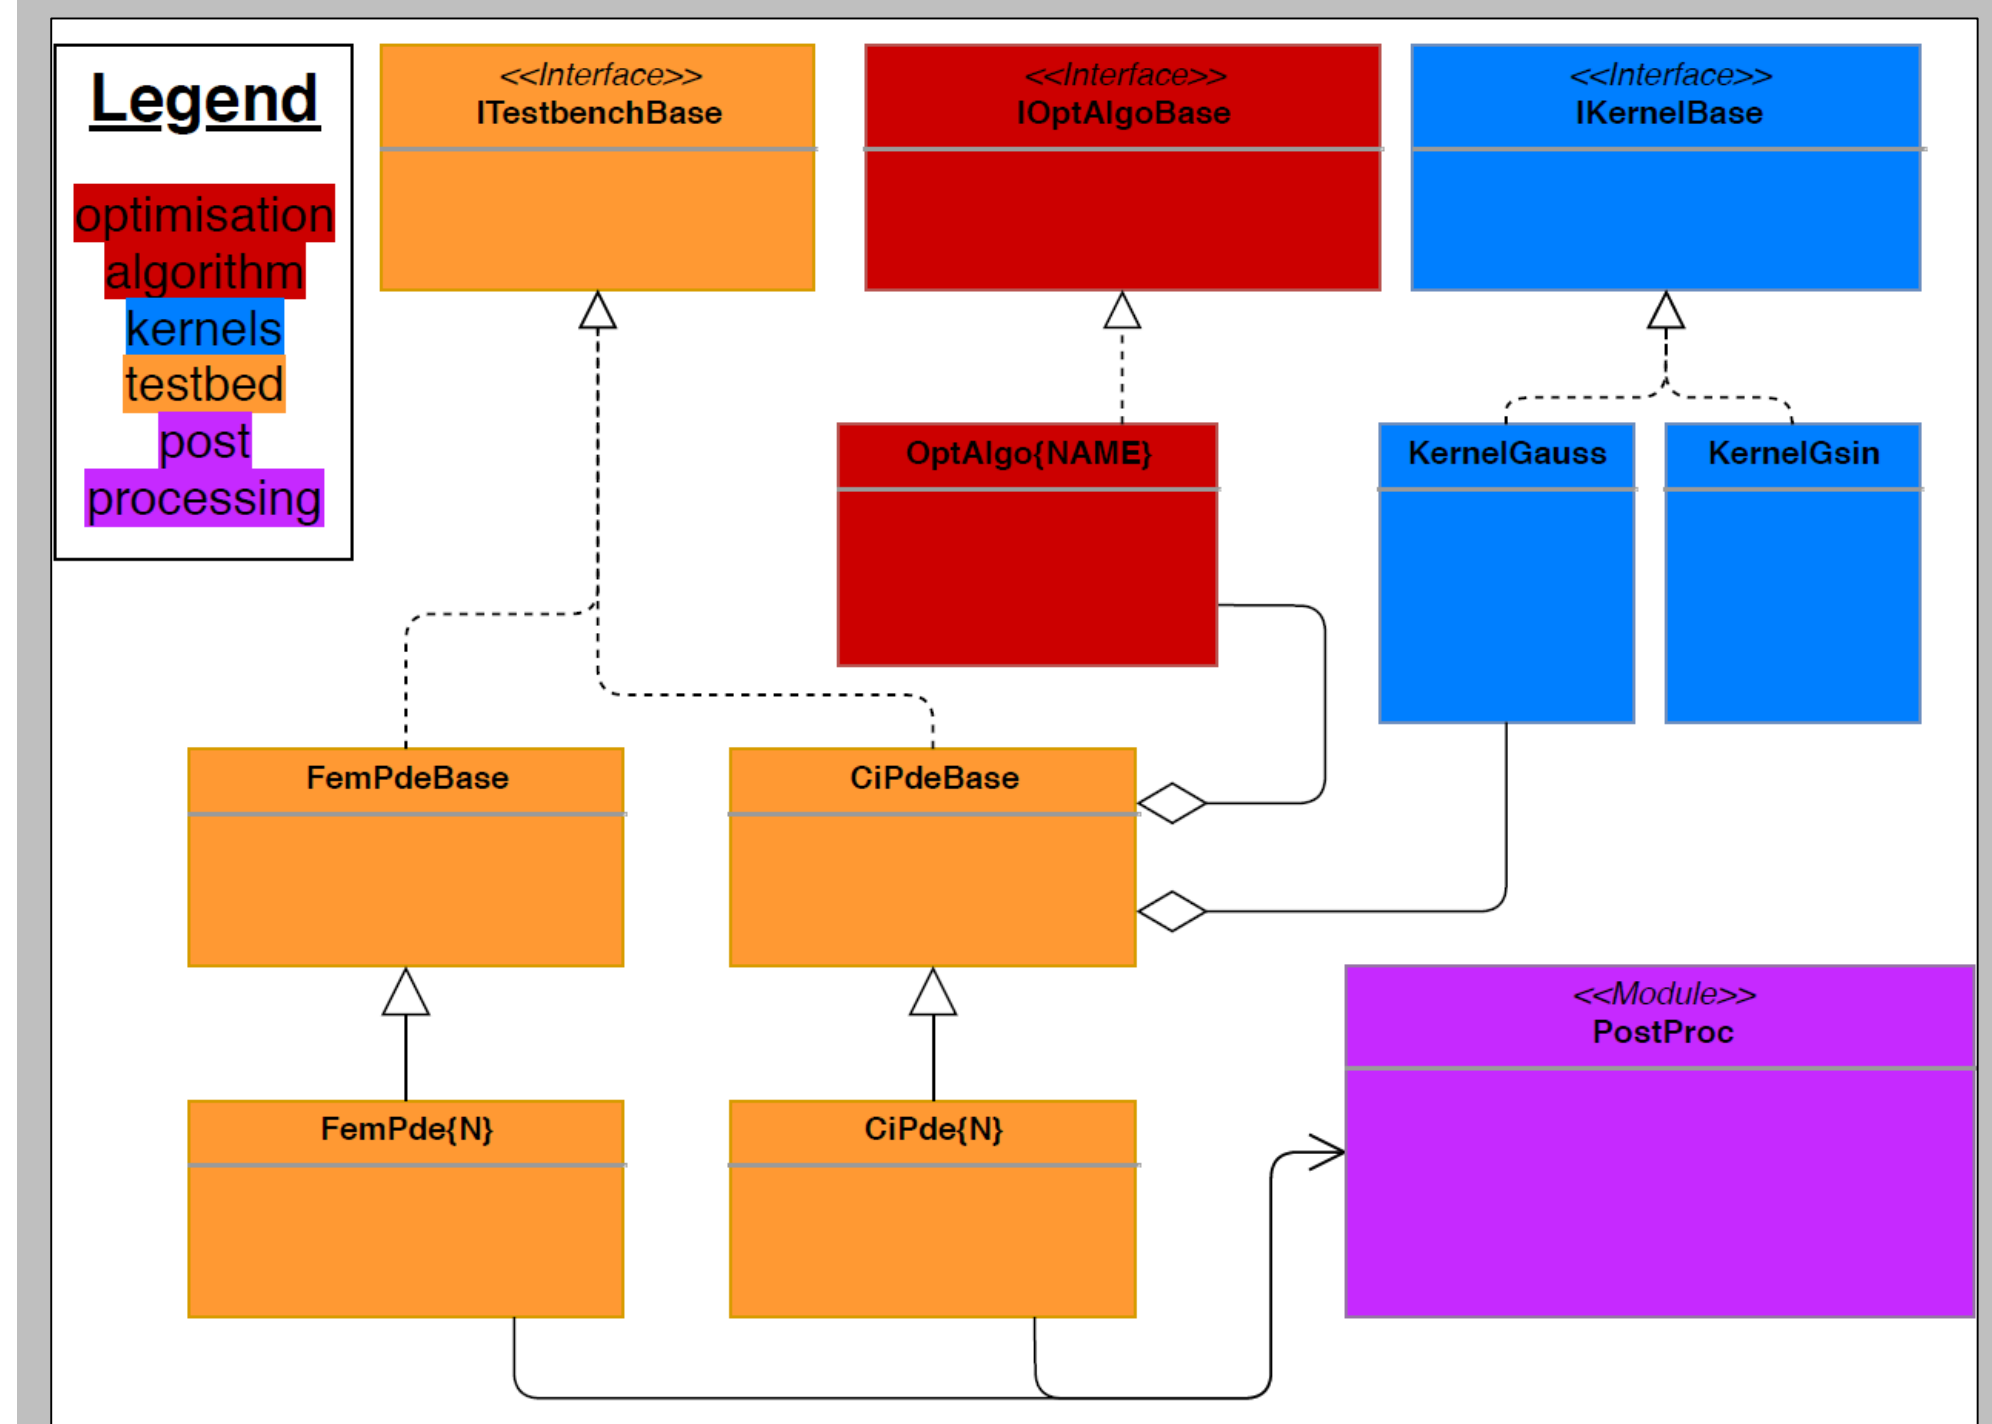 Legend
optimisation
algorithm
kernels
testbed
post
processing
<<Interface>>
ITestbenchBase
<<Interface>>
IOptAlgoBase
<<Interface>>
IKernelBase
OptAlgo{NAME}
KernelGauss
KernelGsin
FemPdeBase
CiPdeBase
<<Module>>
PostProc
FemPde{N}
CiPde{N}